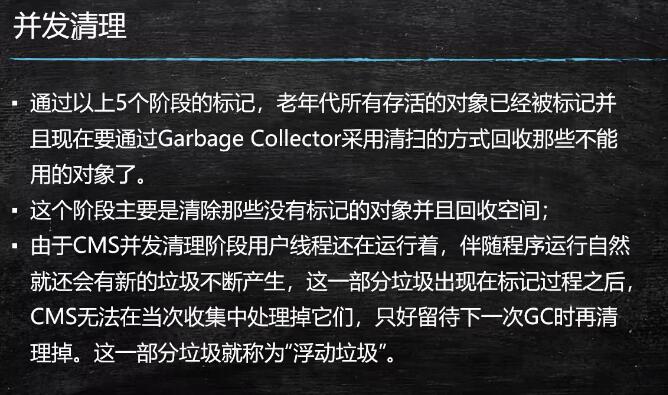 并发清理
▪ 通过以上5个阶段的标记，老年代所有存活的对象已经被标记并
且现在要通过Garbage Collector采用清扫的方式回收那些不能
用的对象了。
▪ 这个阶段主要是清除那些没有标记的对象并且回收空间；
▪ 由于CMS并发清理阶段用户线程还在运行着，伴随程序运行自然
就还会有新的垃圾不断产生，这一部分垃圾出现在标记过程之后，
CMS无法在当次收集中处理掉它们，只好留待下一次GC时再清
理掉。这一部分垃圾就称为“浮动垃圾”。